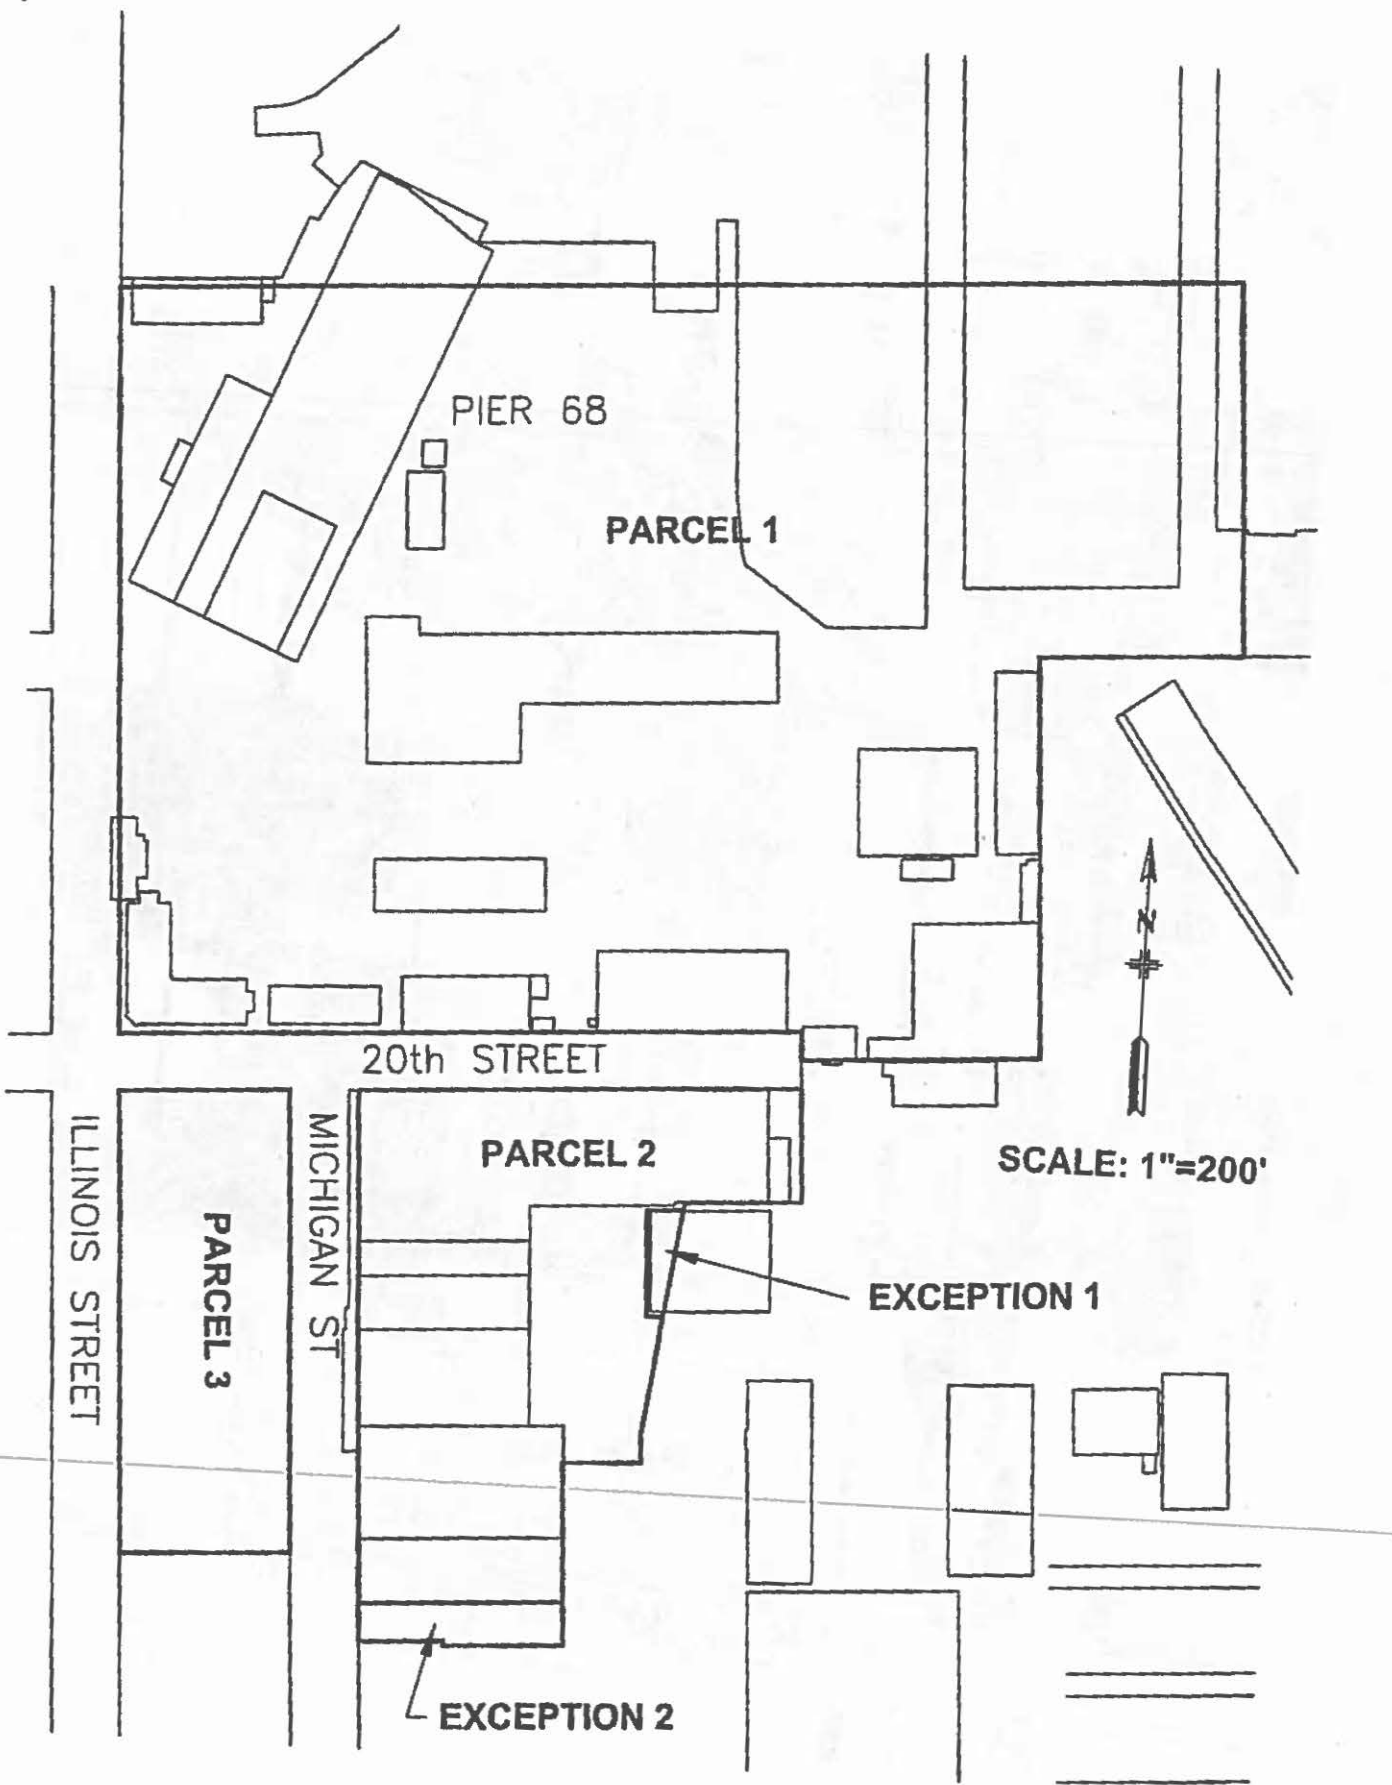 PIER 68
PARCEL 1
20th STREET
ILLINOIS STREET
MICHIGAN ST
PARCEL 2
N
SCALE: 1"=200'
PARCEL 3
EXCEPTION 1
EXCEPTION 2